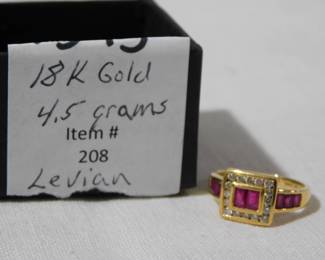 18K Gold
4.5 grams
Item #
208
Levian